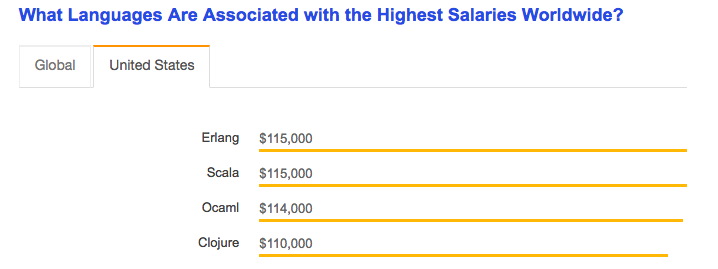 What Languages Are Associated with the Highest Salaries Worldwide?
Global United States
Erlang $115,000
Scala $115,000
Ocaml $114,000
Clojure $110,000